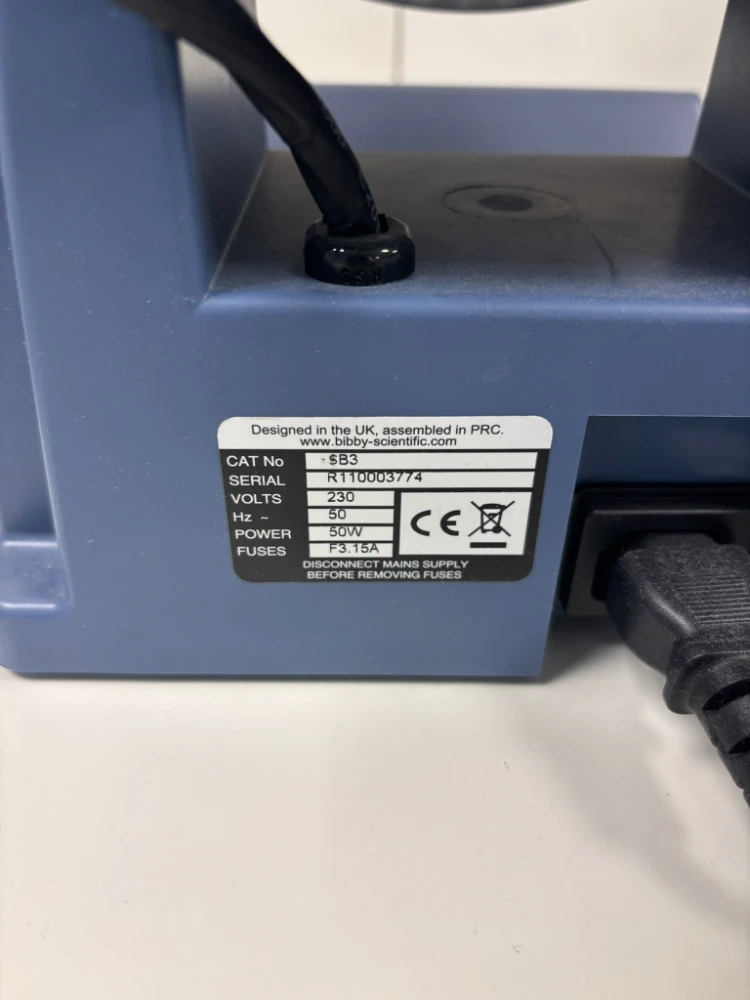 Designed in the UK, assembled in PRC.
www.bibby-scientific.com
CAT No SB3
SERIAL R110003774
VOLTS 230
Hz ~ 50
POWER 50W
FUSES F3.15A
CE
DISCONNECT MAINS SUPPLY
BEFORE REMOVING FUSES